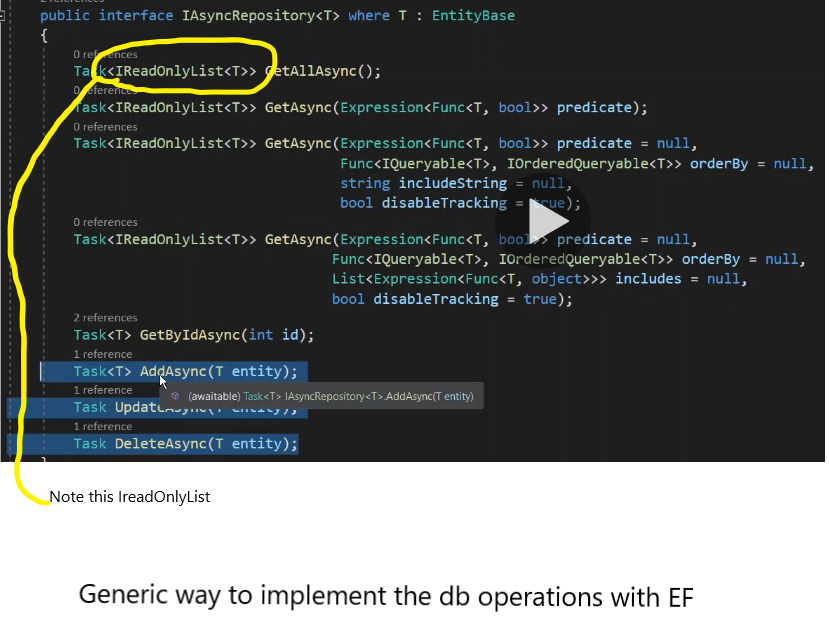 2 references
public interface IAsyncRepository<T> where T : EntityBase
{
0 references
Task<IReadOnlyList<T>> GetAllAsync();
0 references
Task<IReadOnlyList<T>> GetAsync(Expression<Func<T, bool>> predicate);
0 references
Task<IReadOnlyList<T>> GetAsync(Expression<Func<T, bool>> predicate = null,
Func<IQueryable<T>, IOrderedQueryable<T>> orderBy = null,
string includeString = null,
bool disableTracking = true);
0 references
Task<IReadOnlyList<T>> GetAsync(Expression<Func<T, bool>> predicate = null,
Func<IQueryable<T>, IOrderedQueryable<T>> orderBy = null,
List<Expression<Func<T, object>>> includes = null,
bool disableTracking = true);
2 references
Task<T> GetByIdAsync(int id);
1 reference
Task<T> AddAsync(T entity);
1 reference
(awaitable) Task<T> IAsyncRepository<T>.AddAsync(T entity)
Task UpdateAsync(T entity);
1 reference
Task DeleteAsync(T entity);
}
Note this IreadOnlyList
Generic way to implement the db operations with EF